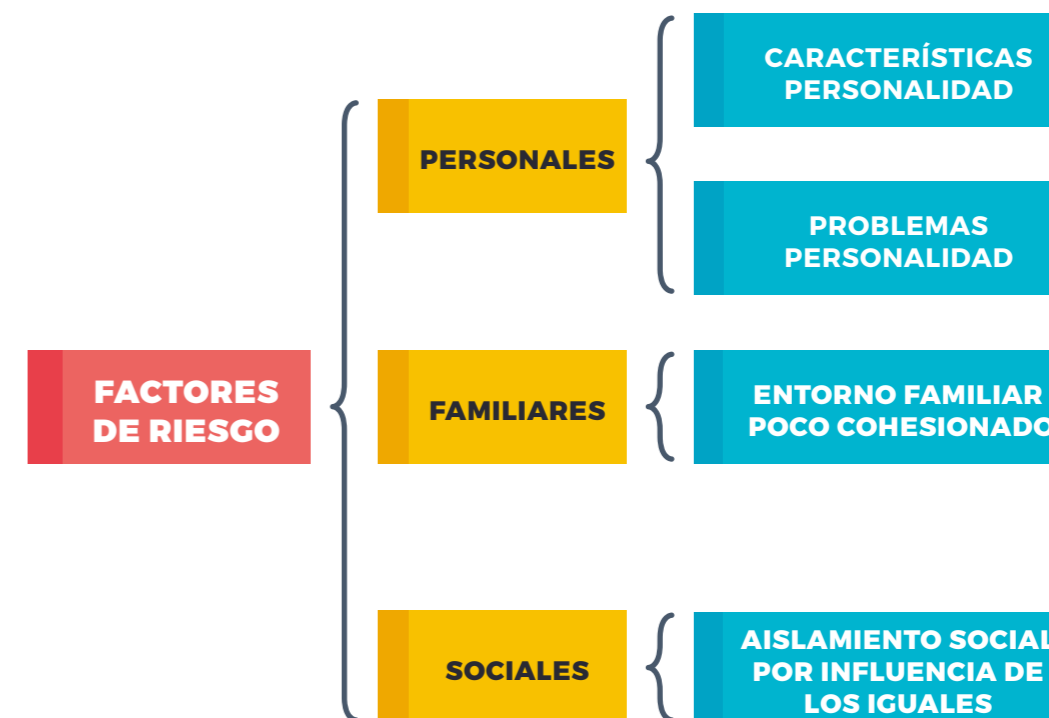 FACTORES
DE RIESGO
PERSONALES
CARACTERÍSTICAS
PERSONALIDAD
PROBLEMAS
PERSONALIDAD
FAMILIARES
ENTORNO FAMILIAR
POCO COHESIONADO
SOCIALES
AISLAMIENTO SOCIAL
POR INFLUENCIA DE
LOS IGUALES